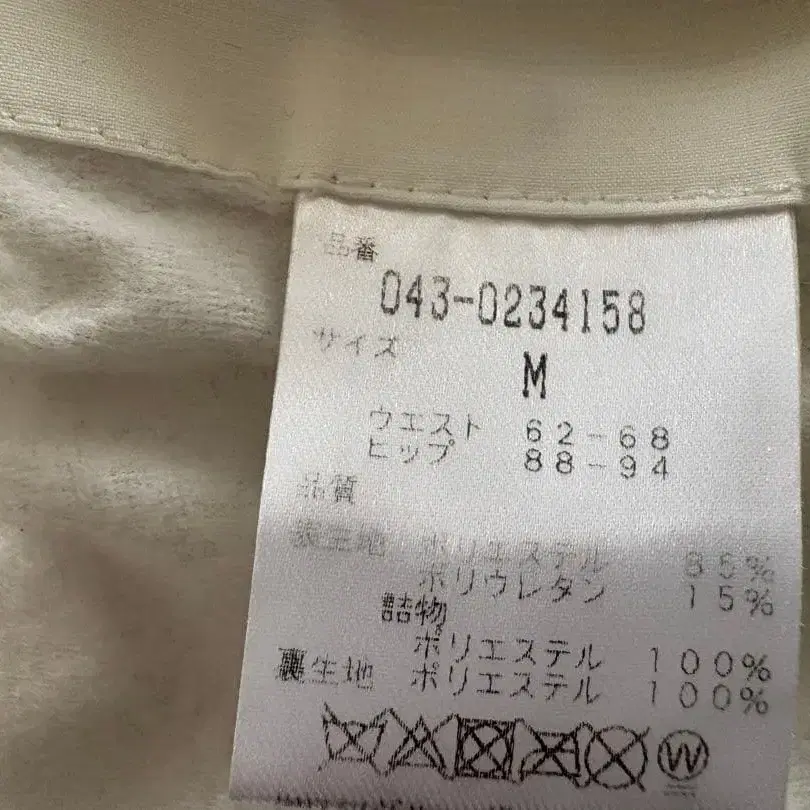 品番
043-0234158
サイズ
M
ウエスト 62-68
ヒップ 88-94
品質
表生地 ポリエステル 85%
ポリウレタン 15%
詰物
ポリエステル 100%
裏生地 ポリエステル 100%
W